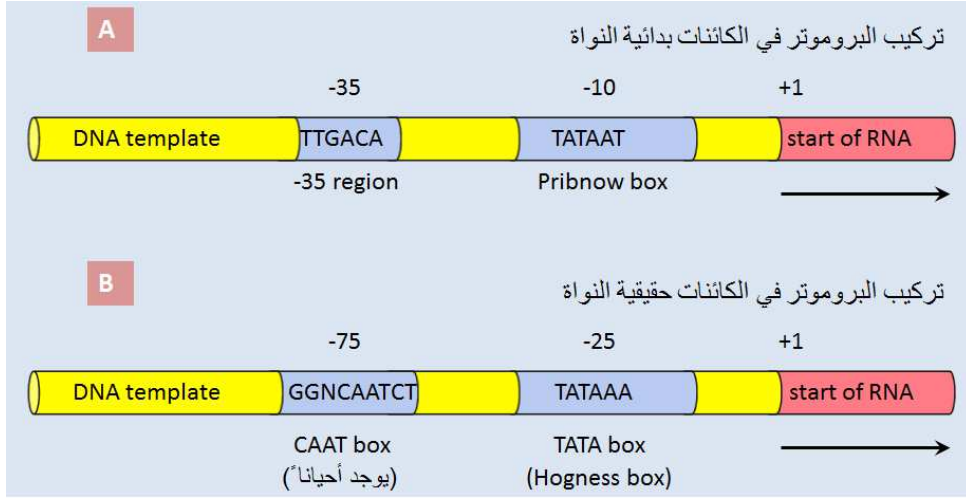 A
تركيب البروموتر في الكائنات بدائية النواة
-35 -10 +1
DNA template TTGACA TATAAT start of RNA
-35 region Pribnow box
B
تركيب البروموتر في الكائنات حقيقية النواة
-75 -25 +1
DNA template GGNCAATCT TATAAA start of RNA
CAAT box TATA box
(يوجد أحياناً) (Hogness box)